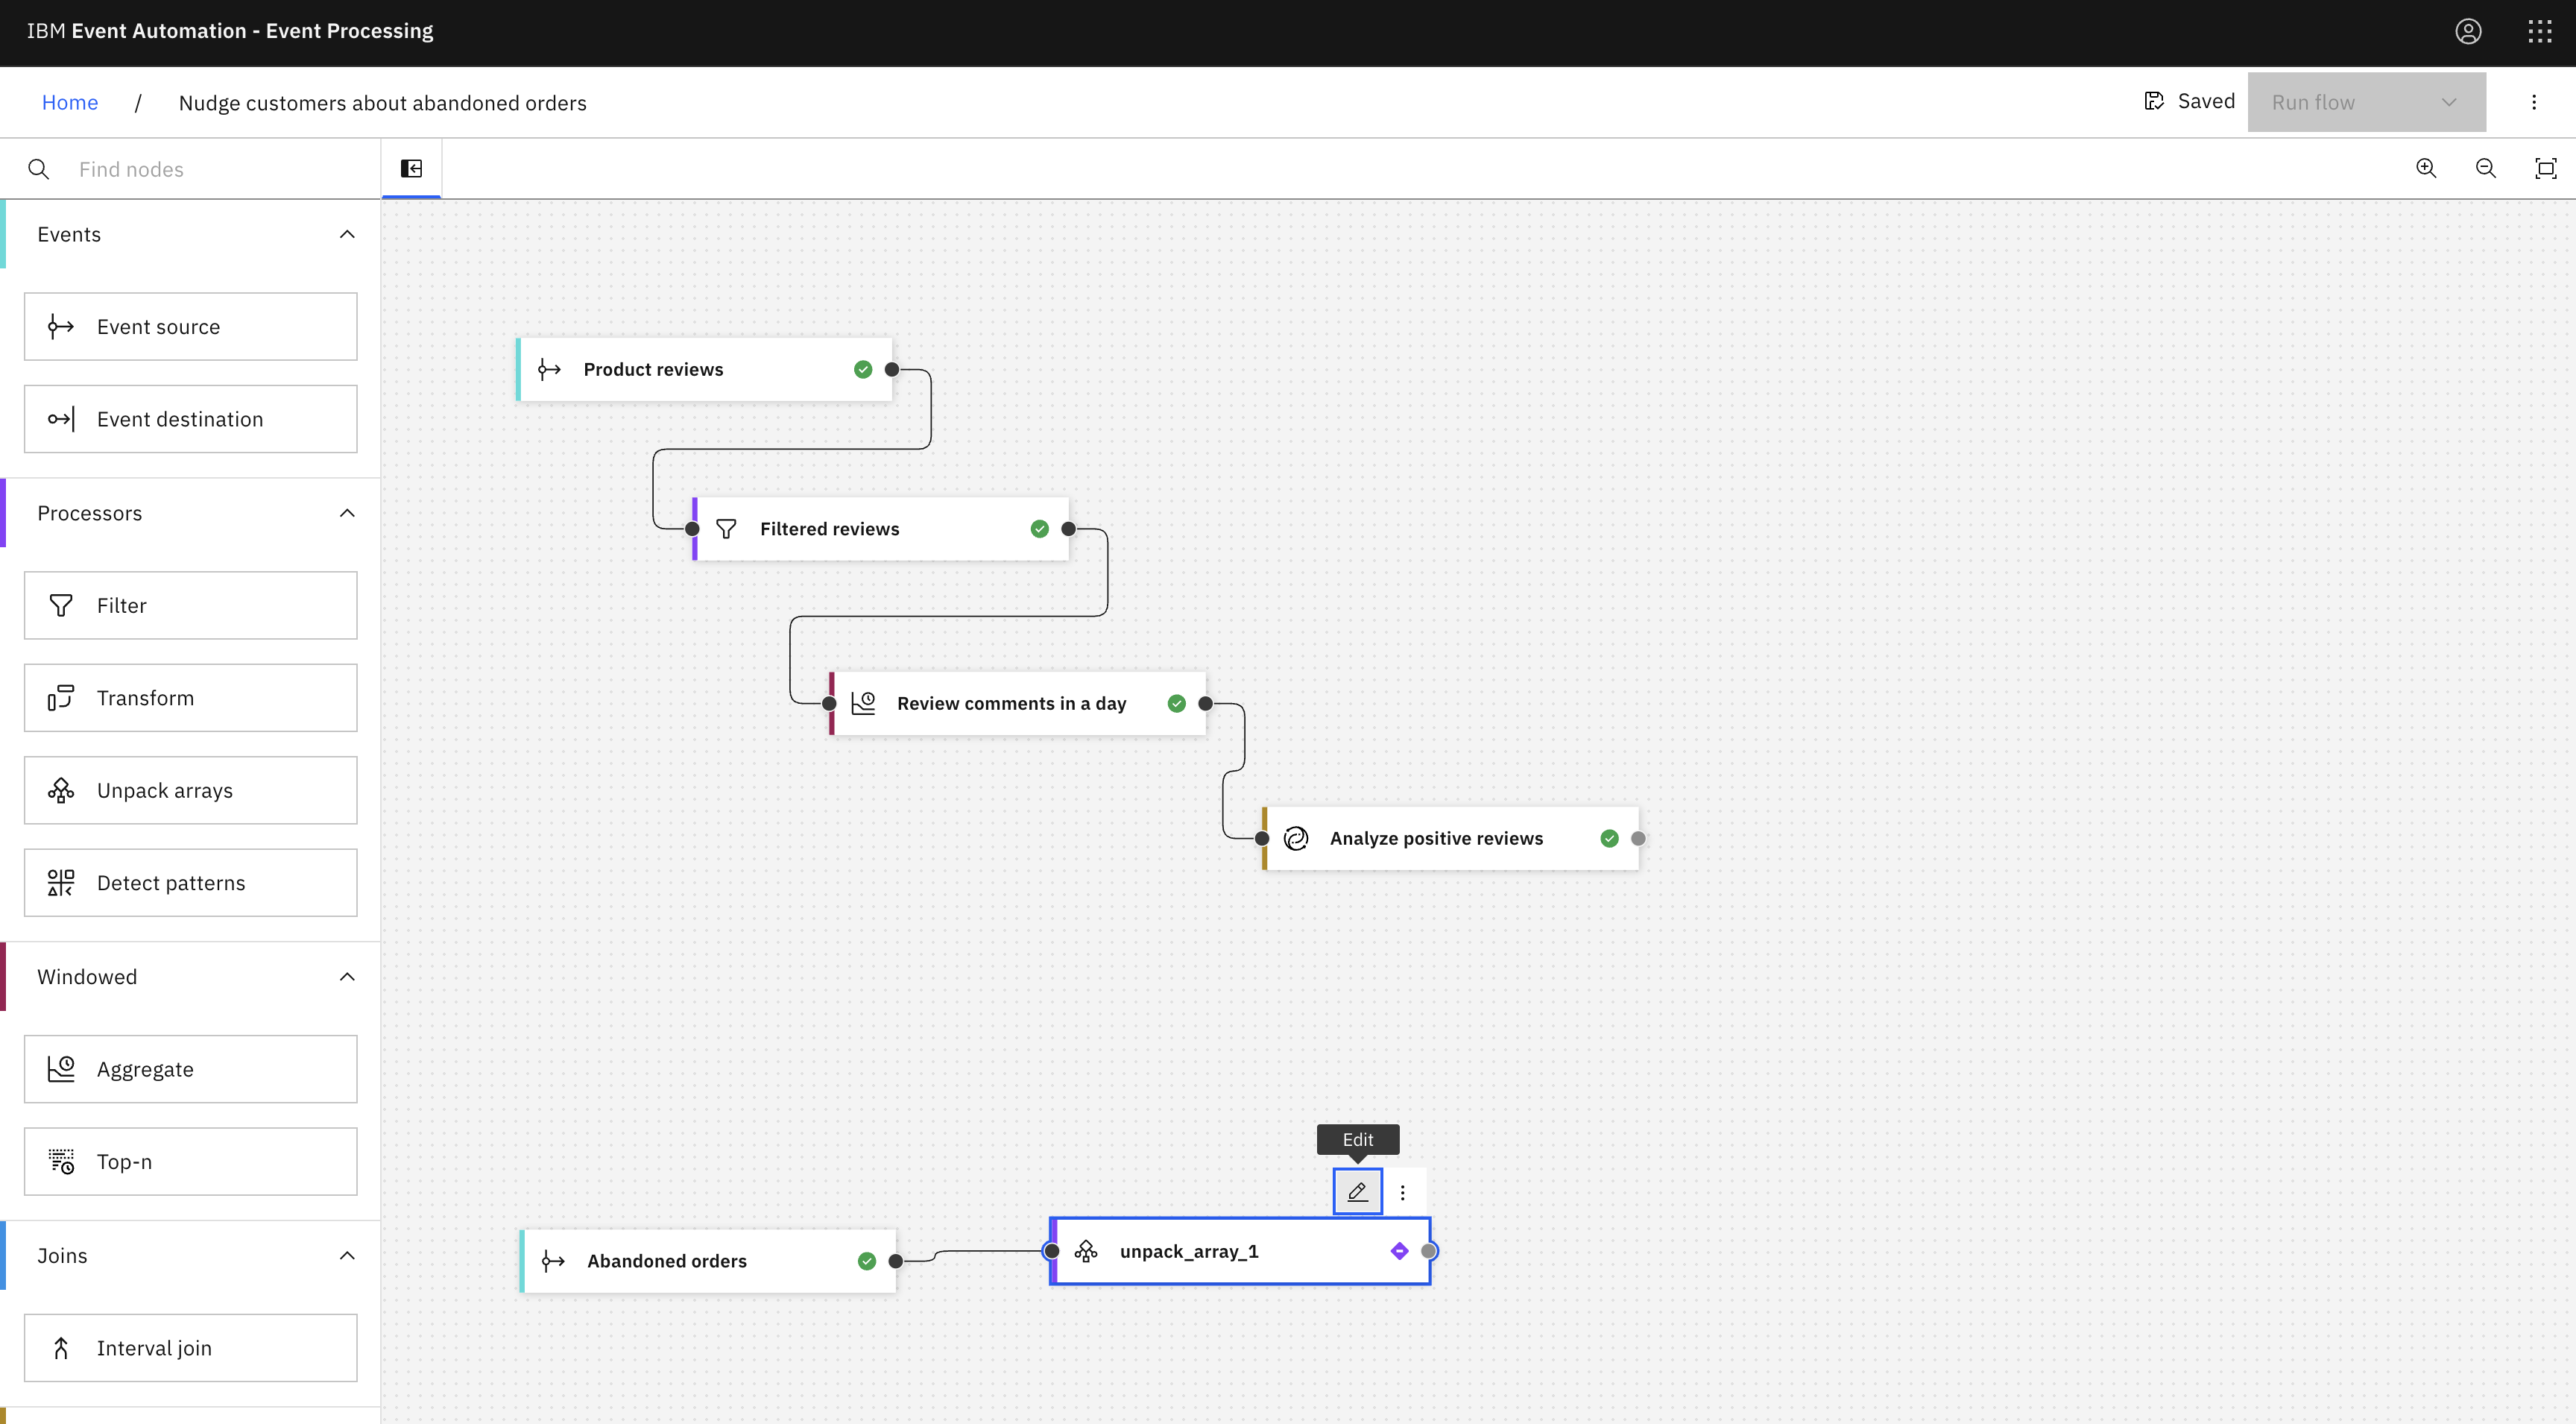 IBM Event Automation - Event Processing
Home / Nudge customers about abandoned orders
Saved
Run flow
Find nodes
Events
Event source
Event destination
Processors
Filter
Transform
Unpack arrays
Detect patterns
Windowed
Aggregate
Top-n
Joins
Interval join
Product reviews
Filtered reviews
Review comments in a day
Analyze positive reviews
Edit
Abandoned orders
unpack_array_1